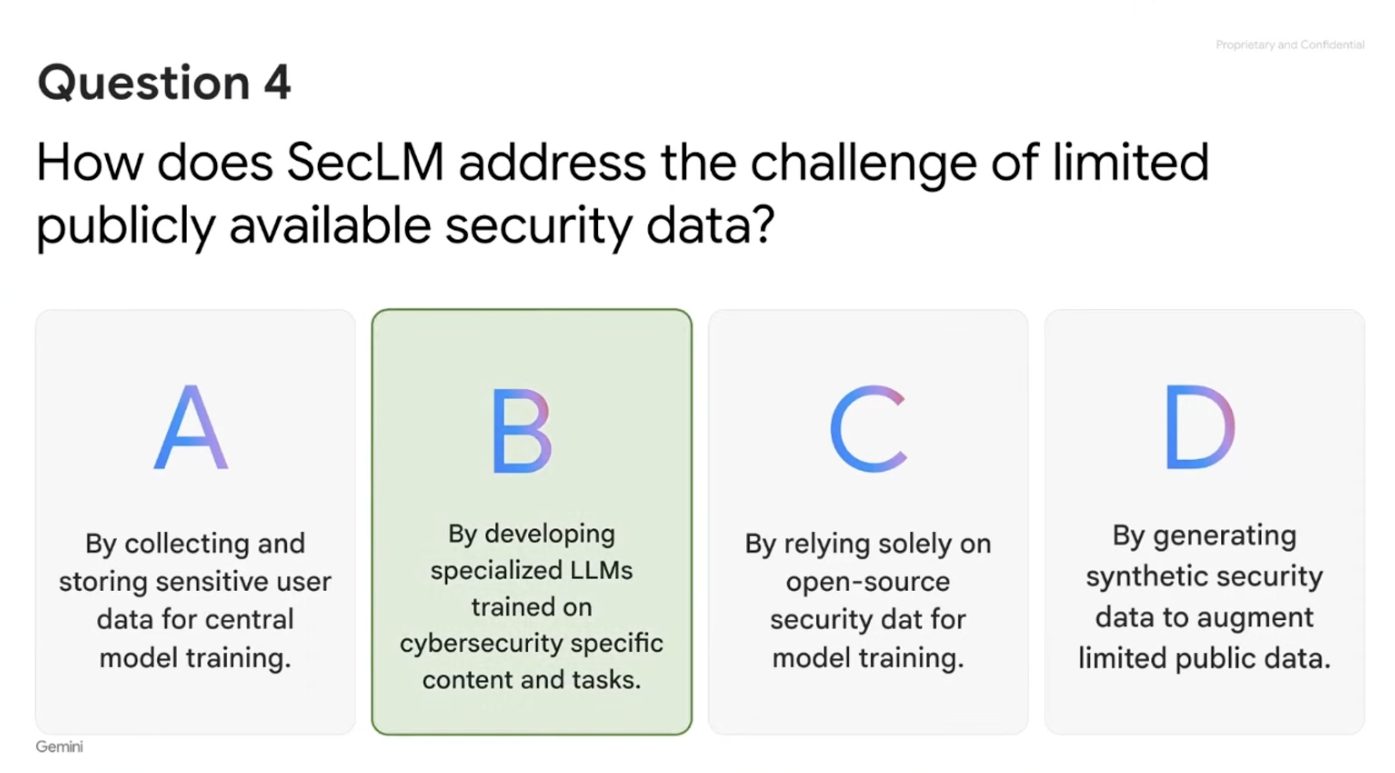 Proprietary and Confidential
Question 4
How does SecLM address the challenge of limited
publicly available security data?
A
By collecting and
storing sensitive user
data for central
model training.
B
By developing
specialized LLMs
trained on
cybersecurity specific
content and tasks.
C
By relying solely on
open-source
security dat for
model training.
D
By generating
synthetic security
data to augment
limited public data.
Gemini